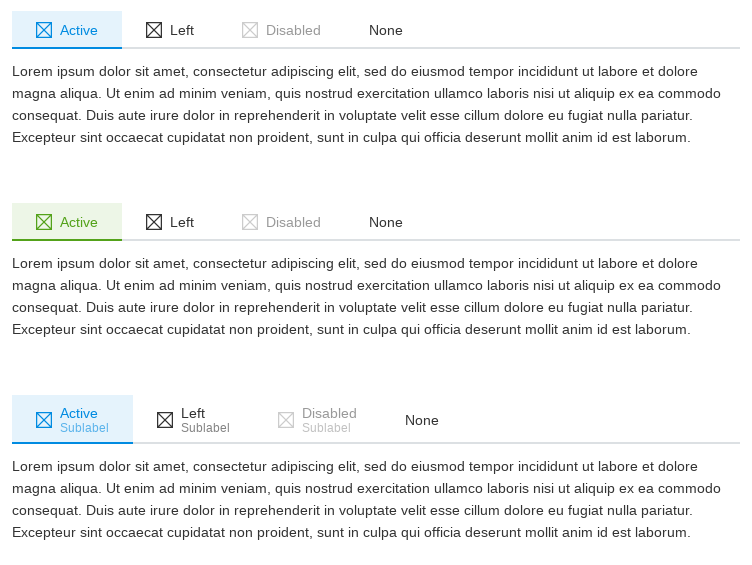 Active Left Disabled None
Lorem ipsum dolor sit amet, consectetur adipiscing elit, sed do eiusmod tempor incididunt ut labore et dolore
magna aliqua. Ut enim ad minim veniam, quis nostrud exercitation ullamco laboris nisi ut aliquip ex ea commodo
consequat. Duis aute irure dolor in reprehenderit in voluptate velit esse cillum dolore eu fugiat nulla pariatur.
Excepteur sint occaecat cupidatat non proident, sunt in culpa qui officia deserunt mollit anim id est laborum.
Active Left Disabled None
Lorem ipsum dolor sit amet, consectetur adipiscing elit, sed do eiusmod tempor incididunt ut labore et dolore
magna aliqua. Ut enim ad minim veniam, quis nostrud exercitation ullamco laboris nisi ut aliquip ex ea commodo
consequat. Duis aute irure dolor in reprehenderit in voluptate velit esse cillum dolore eu fugiat nulla pariatur.
Excepteur sint occaecat cupidatat non proident, sunt in culpa qui officia deserunt mollit anim id est laborum.
Active Left Disabled None
Sublabel Sublabel Sublabel
Lorem ipsum dolor sit amet, consectetur adipiscing elit, sed do eiusmod tempor incididunt ut labore et dolore
magna aliqua. Ut enim ad minim veniam, quis nostrud exercitation ullamco laboris nisi ut aliquip ex ea commodo
consequat. Duis aute irure dolor in reprehenderit in voluptate velit esse cillum dolore eu fugiat nulla pariatur.
Excepteur sint occaecat cupidatat non proident, sunt in culpa qui officia deserunt mollit anim id est laborum.